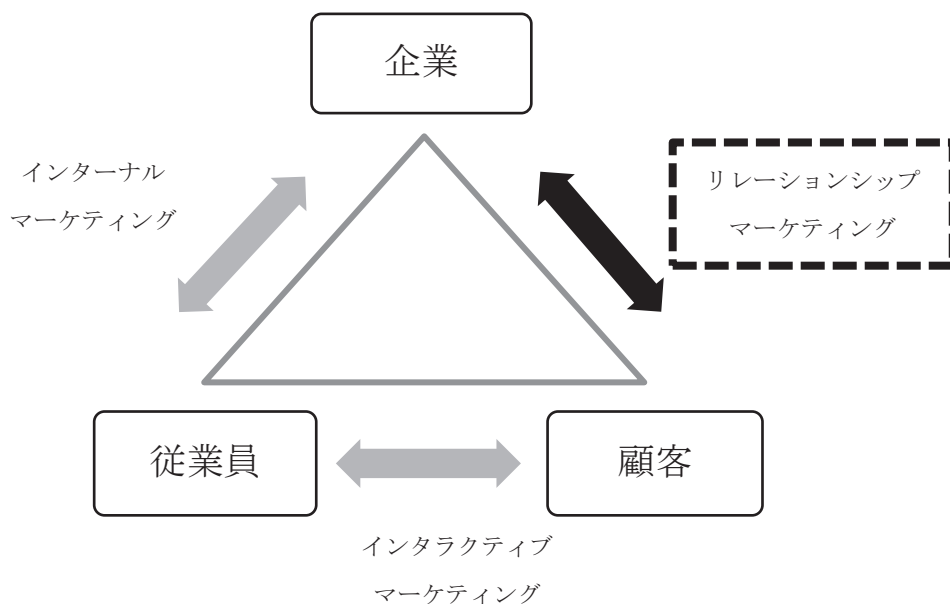 企業
インターナル
マーケティング
リレーションシップ
マーケティング
従業員
顧客
インタラクティブ
マーケティング